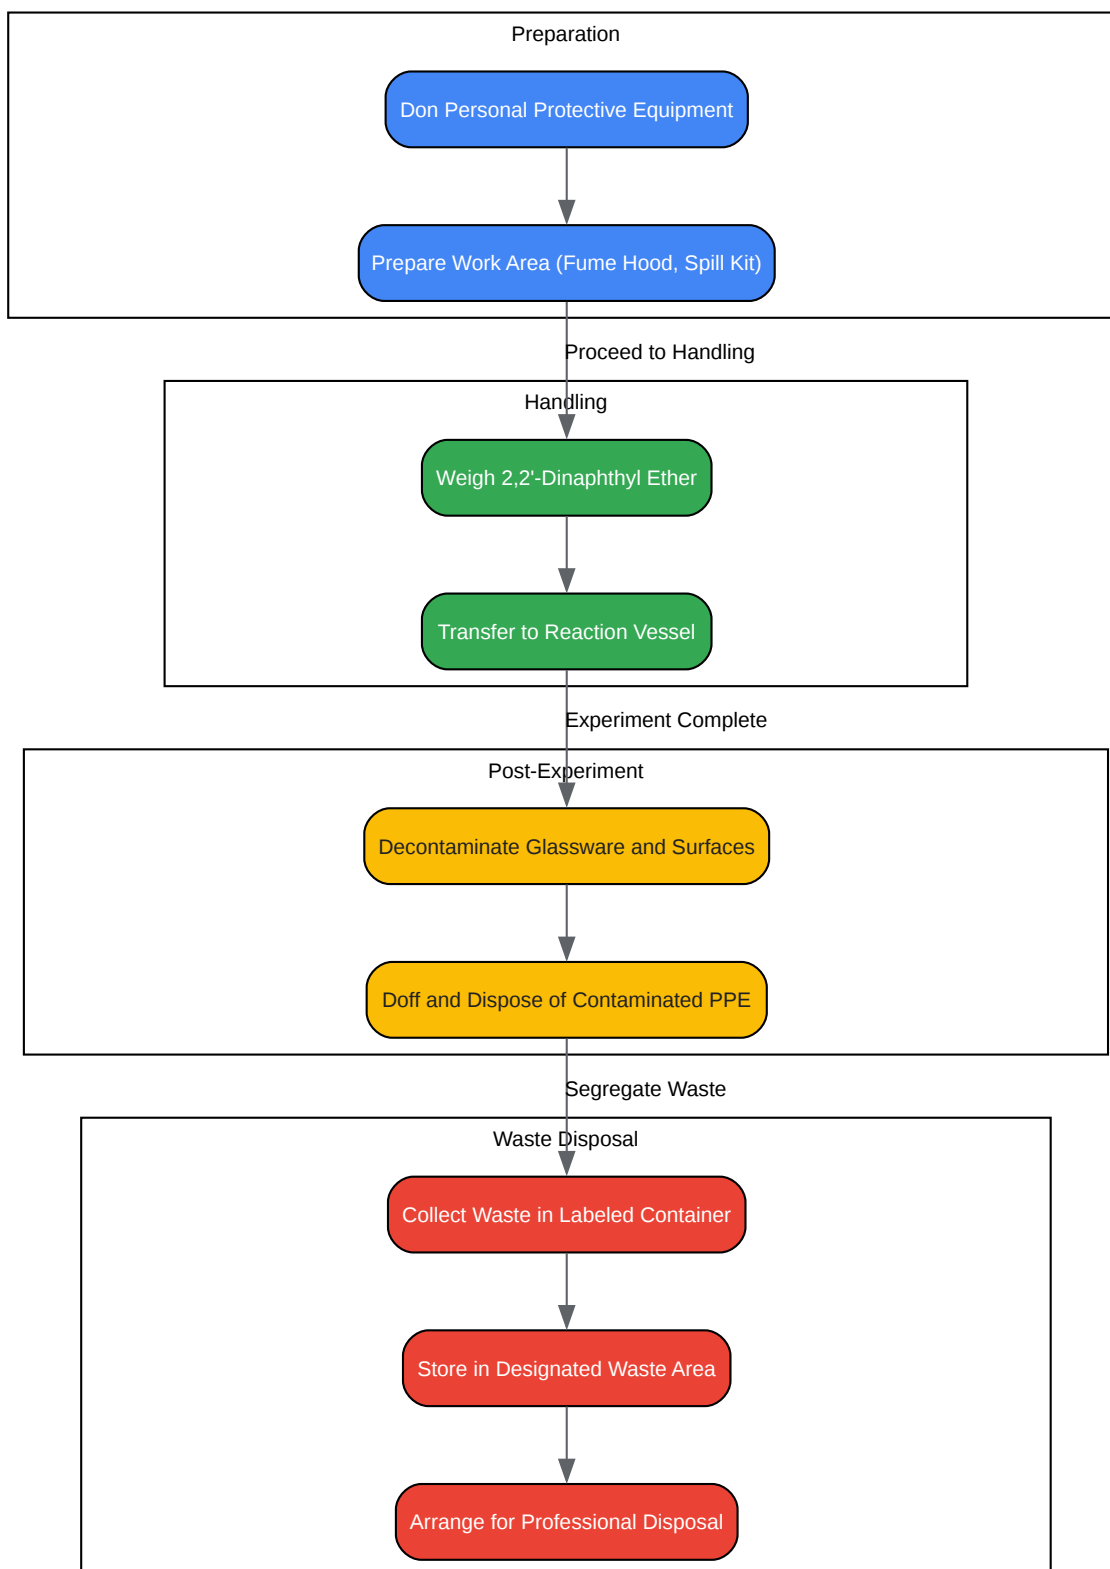 Preparation
Don Personal Protective Equipment
Prepare Work Area (Fume Hood, Spill Kit)
Proceed to Handling
Handling
Weigh 2,2'-Dinaphthyl Ether
Transfer to Reaction Vessel
Experiment Complete
Post-Experiment
Decontaminate Glassware and Surfaces
Doff and Dispose of Contaminated PPE
Segregate Waste
Waste Disposal
Collect Waste in Labeled Container
Store in Designated Waste Area
Arrange for Professional Disposal